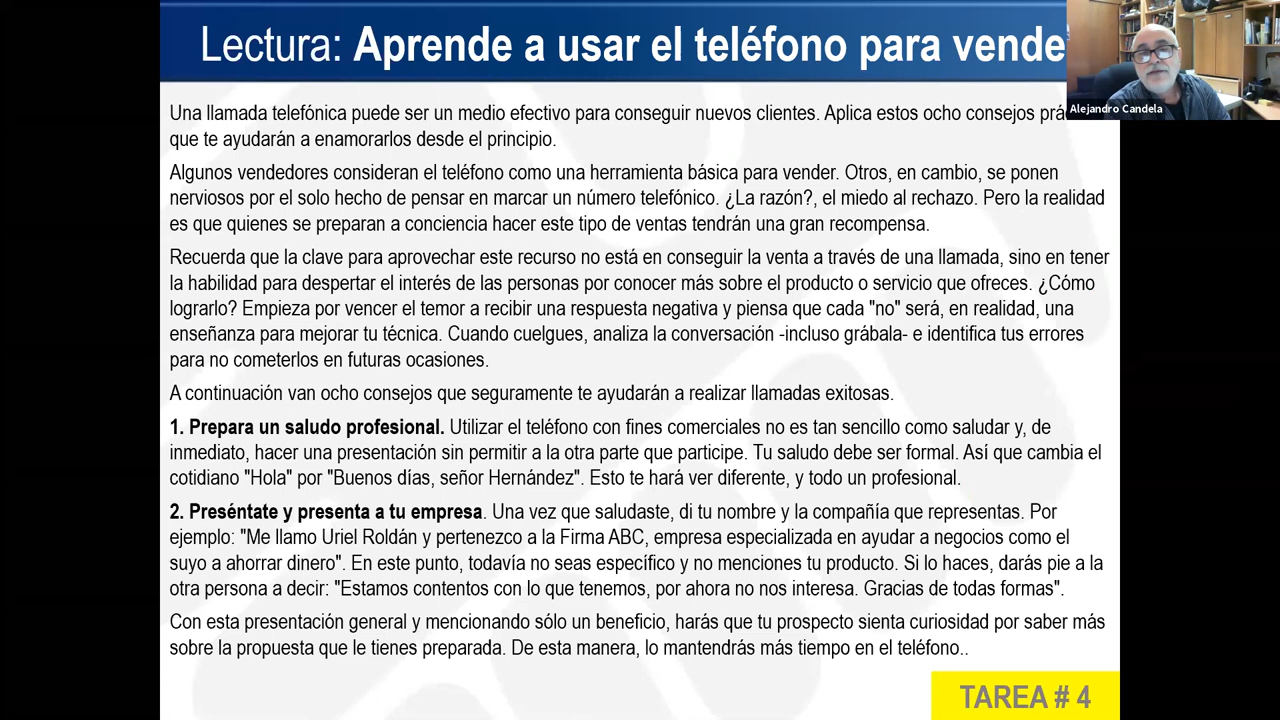 Lectura: Aprende a usar el teléfono para vende
Alejandro Candela
Una llamada telefónica puede ser un medio efectivo para conseguir nuevos clientes. Aplica estos ocho consejos
que te ayudarán a enamorarlos desde el principio.
Algunos vendedores consideran el teléfono como una herramienta básica para vender. Otros, en cambio, se ponen
nerviosos por el solo hecho de pensar en marcar un número telefónico. ¿La razón?, el miedo al rechazo. Pero la realidad
es que quienes se preparan a conciencia hacer este tipo de ventas tendrán una gran recompensa.
Recuerda que la clave para aprovechar este recurso no está en conseguir la venta a través de una llamada, sino en tener
la habilidad para despertar el interés de las personas por conocer más sobre el producto o servicio que ofreces. ¿Cómo
lograrlo? Empieza por vencer el temor a recibir una respuesta negativa y piensa que cada "no" será, en realidad, una
enseñanza para mejorar tu técnica. Cuando cuelgues, analiza la conversación -incluso grábala- e identifica tus errores
para no cometerlos en futuras ocasiones.
A continuación van ocho consejos que seguramente te ayudarán a realizar llamadas exitosas.
1. Prepara un saludo profesional. Utilizar el teléfono con fines comerciales no es tan sencillo como saludar y, de
inmediato, hacer una presentación sin permitir a la otra parte que participe. Tu saludo debe ser formal. Así que cambia el
cotidiano "Hola" por "Buenos días, señor Hernández". Esto te hará ver diferente, y todo un profesional.
2. Preséntate y presenta a tu empresa. Una vez que saludaste, di tu nombre y la compañía que representas. Por
ejemplo: "Me llamo Uriel Roldán y pertenezco a la Firma ABC, empresa especializada en ayudar a negocios como el
suyo a ahorrar dinero". En este punto, todavía no seas específico y no menciones tu producto. Si lo haces, darás pie a la
otra persona a decir: "Estamos contentos con lo que tenemos, por ahora no nos interesa. Gracias de todas formas".
Con esta presentación general y mencionando sólo un beneficio, harás que tu prospecto sienta curiosidad por saber más
sobre la propuesta que le tienes preparada. De esta manera, lo mantendrás más tiempo en el teléfono..
TAREA # 4